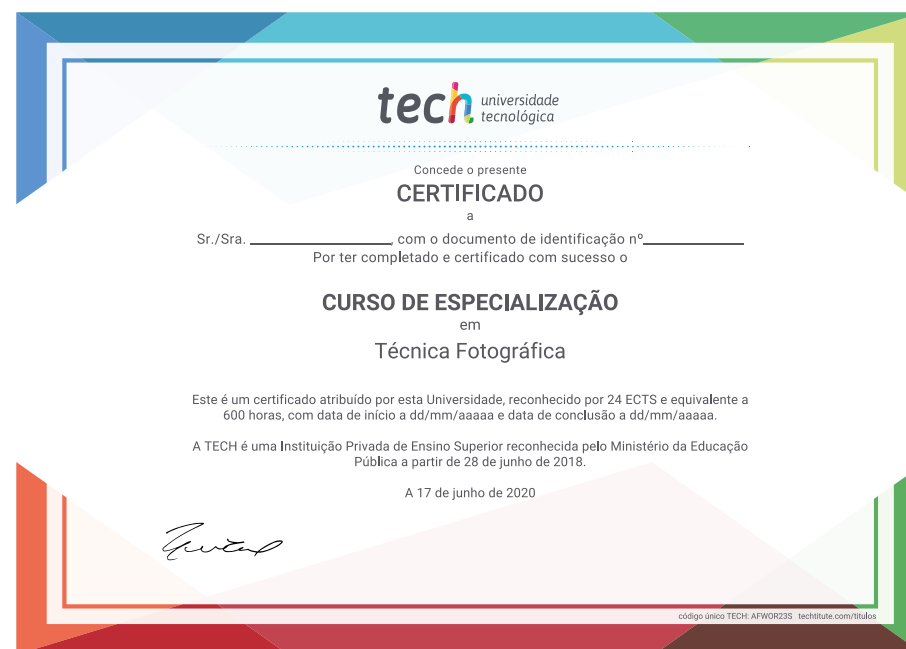 tech universidade
tecnológica
Concede o presente
CERTIFICADO
a
Sr./Sra. __________________, com o documento de identificação nº_____________
Por ter completado e certificado com sucesso o
CURSO DE ESPECIALIZAÇÃO
em
Técnica Fotográfica
Este é um certificado atribuído por esta Universidade, reconhecido por 24 ECTS e equivalente a
600 horas, com data de início a dd/mm/aaaaa e data de conclusão a dd/mm/aaaaa.
A TECH é uma Instituição Privada de Ensino Superior reconhecida pelo Ministério da Educação
Pública a partir de 28 de junho de 2018.
A 17 de junho de 2020
código único TECH: AFWOR23S techtitute.com/titulos